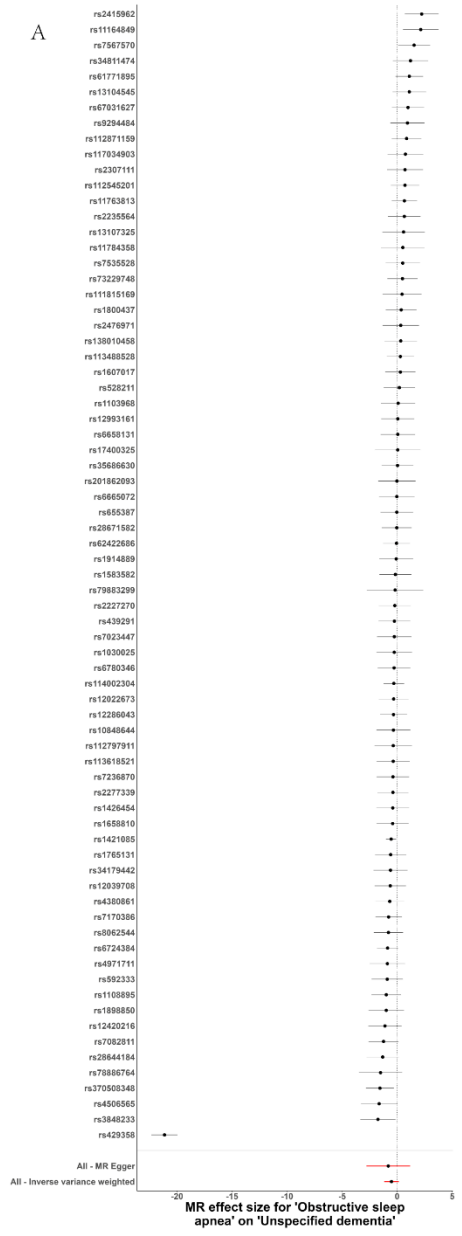 A
rs2415962
rs11164849
rs7567570
rs34811474
rs61771895
rs13104545
rs67031627
rs9294484
rs112871159
rs117034903
rs2307111
rs112545201
rs11763813
rs2235564
rs13107325
rs11784358
rs7535528
rs73229748
rs111815169
rs1800437
rs2476971
rs138010458
rs113488528
rs1607017
rs528211
rs1103968
rs12993161
rs6658131
rs17400325
rs35686630
rs201862093
rs6665072
rs655387
rs28671582
rs62422686
rs1914889
rs1583582
rs79883299
rs2227270
rs439291
rs7023447
rs1030025
rs6780346
rs114002304
rs12022673
rs12286043
rs10848644
rs112797911
rs113618521
rs7236870
rs2277339
rs1426454
rs1658810
rs1421085
rs1765131
rs34179442
rs12039708
rs4380861
rs7170386
rs8062544
rs6724384
rs4971711
rs592333
rs1108895
rs1898850
rs12420216
rs7082811
rs28644184
rs78886764
rs370508348
rs4506565
rs3848233
rs429358
All - MR Egger
All - Inverse variance weighted
-20 -15 -10 -5 0 5
MR effect size for 'Obstructive sleep
apnea' on 'Unspecified dementia'